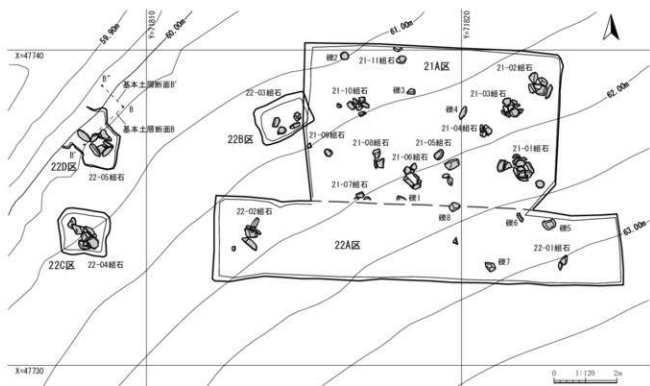 59.90m
60.00m
61.00m
62.00m
63.00m
Y=71810
Y=71820
X=47740
X=47730
B"
基本土層断面B'
B
基本土層断面B
B'
22D区
22-05組石
22C区
22-04組石
22-03組石
22B区
礫2
21-11組石
21A区
21-02組石
21-10組石
礫3
21-03組石
礫4
21-04組石
21-09組石
21-08組石
21-05組石
21-06組石
21-01組石
21-07組石
礫1
礫8
礫6
礫5
22-02組石
22A区
22-01組石
礫7
0 1:120 2m